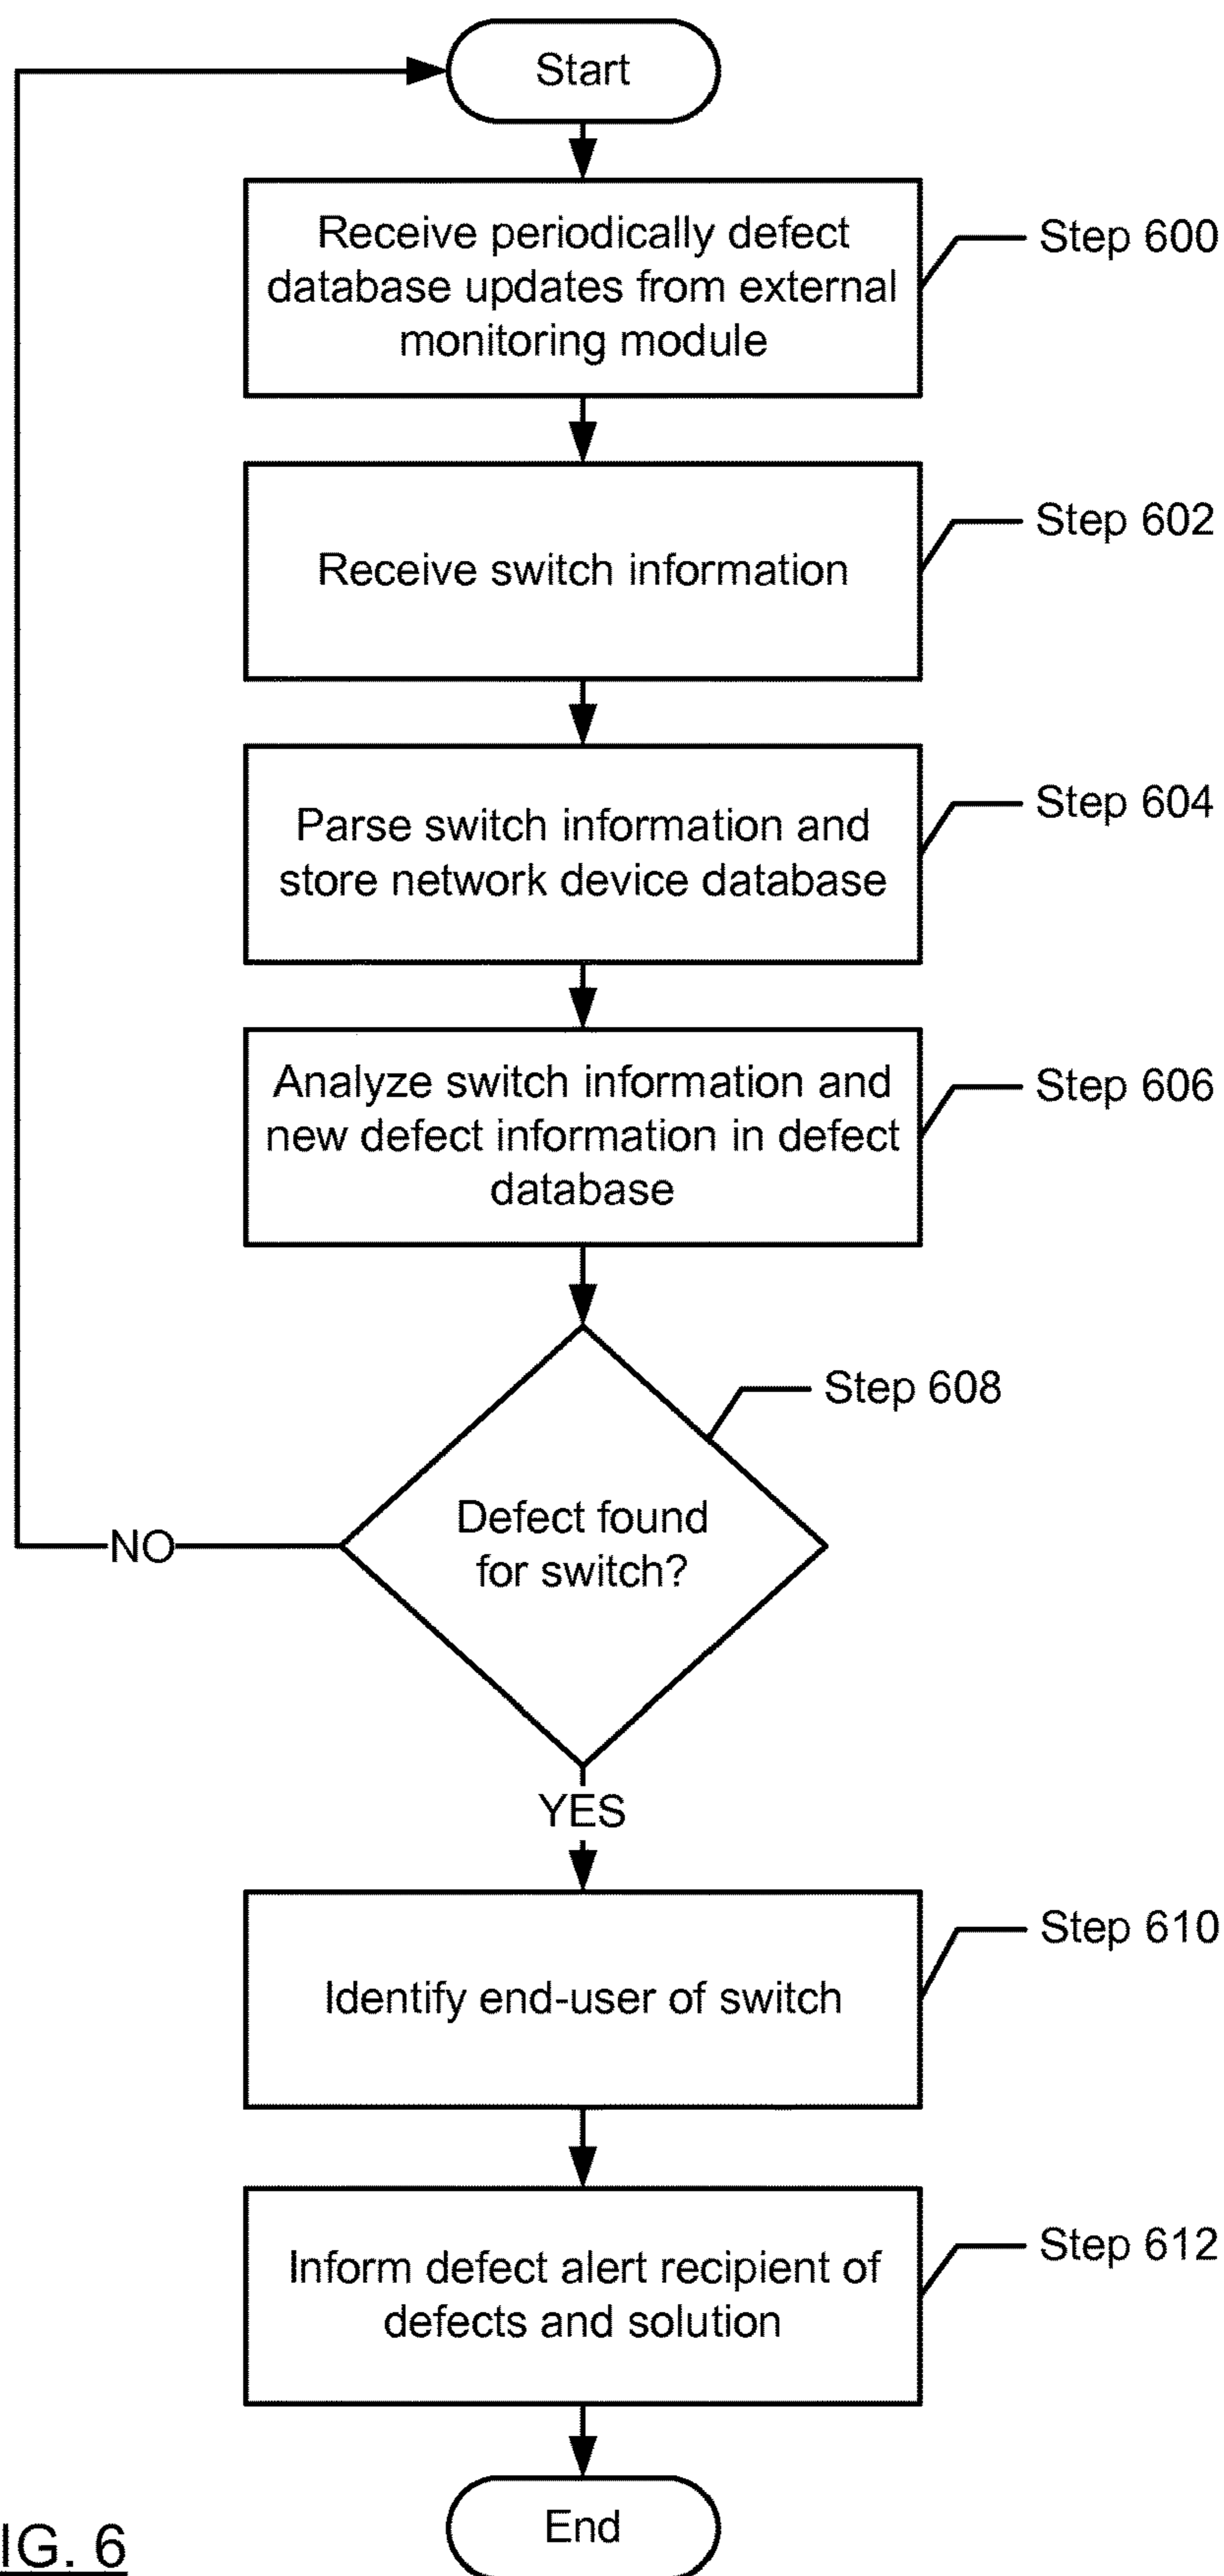 Start
Receive periodically defect
database updates from external
monitoring module
Step 600
Receive switch information
Step 602
Parse switch information and
store network device database
Step 604
Analyze switch information and
new defect information in defect
database
Step 606
Step 608
Defect found
for switch?
NO
YES
Identify end-user of switch
Step 610
Inform defect alert recipient of
defects and solution
Step 612
End
IG. 6